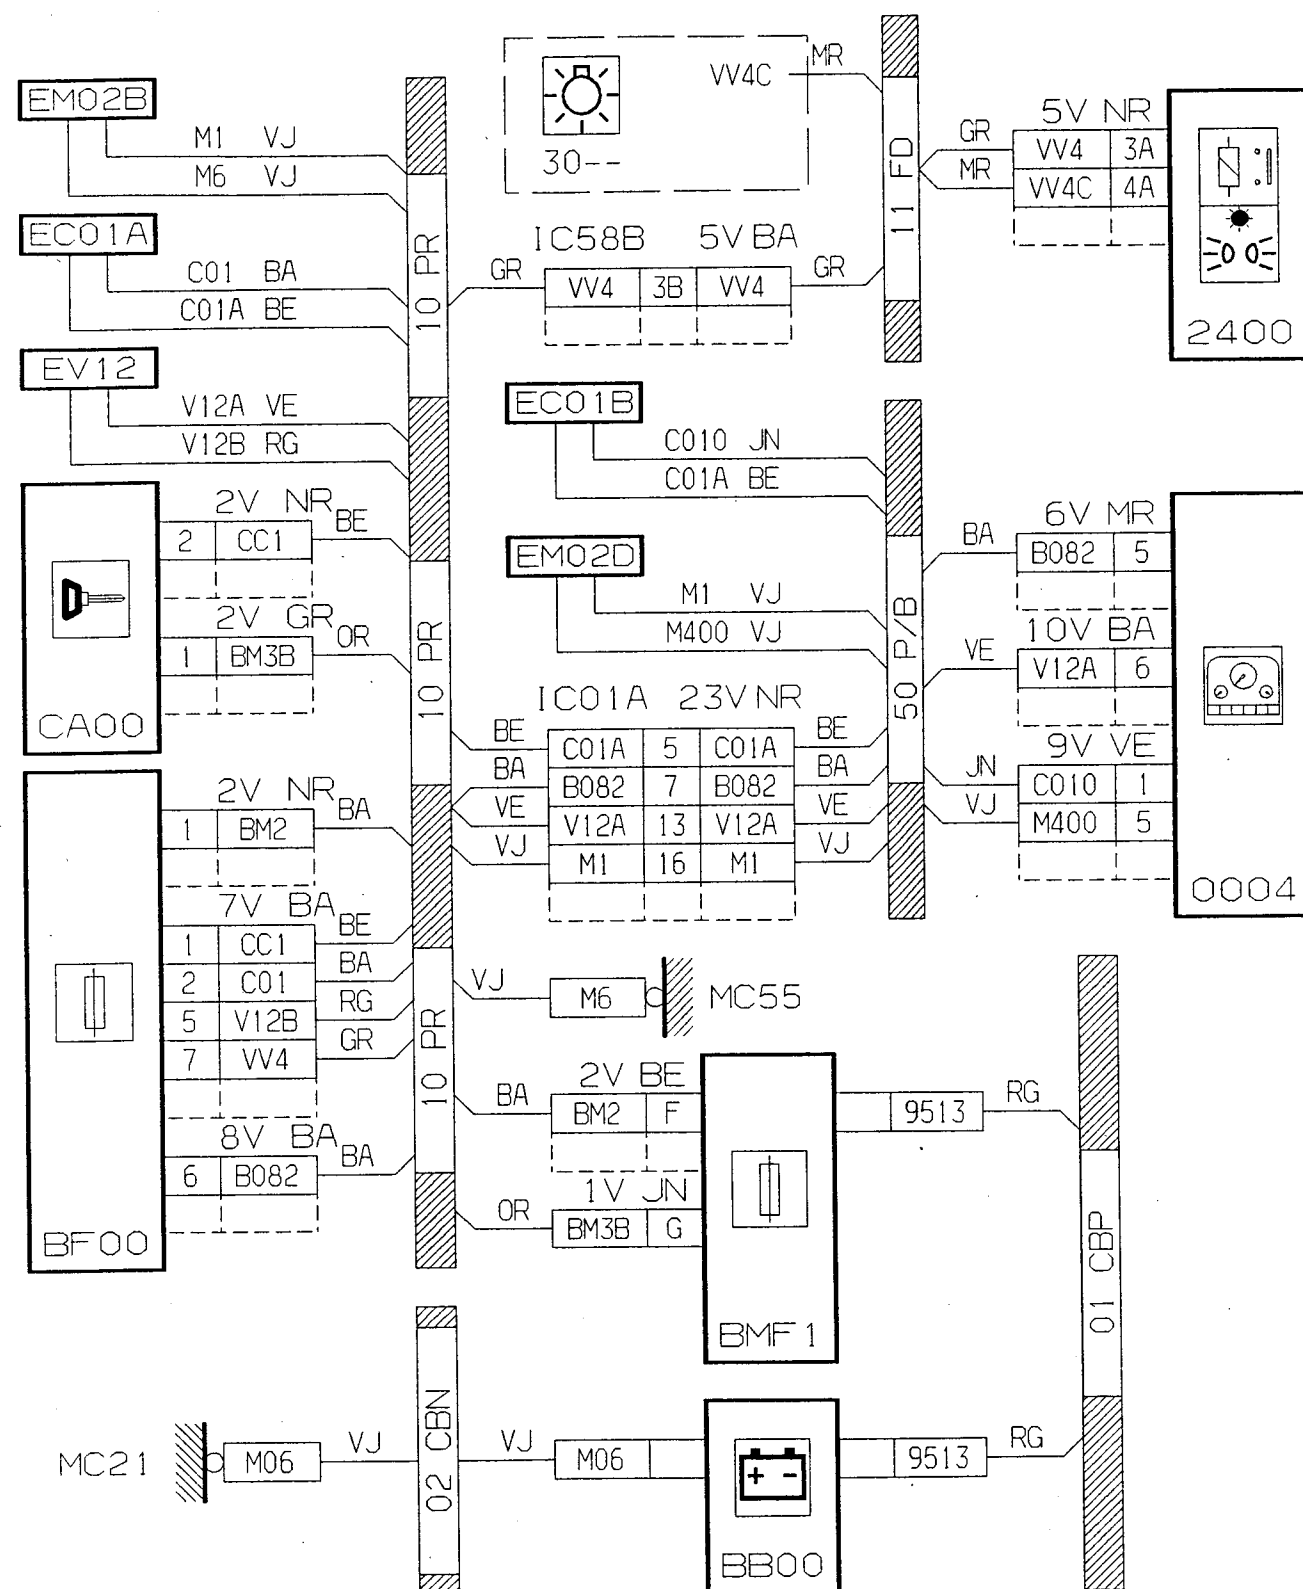 EM02B
M1 VJ
M6 VJ
EC01A
C01 BA
C01A BE
EV12
V12A VE
V12B RG
10 PR
VV4C MR
30--
11 FD
GR
MR
5V NR
VV4 3A
VV4C 4A
2400
IC58B 5V BA
GR VV4 3B VV4 GR
EC01B
C010 JN
C01A BE
EM02D
M1 VJ
M400 VJ
50 P/B
CA00
2V NR
2 CC1 BE
2V GR
1 BM3B OR
10 PR
IC01A 23V NR
BE C01A 5 C01A BE
BA B082 7 B082 BA
VE V12A 13 V12A VE
VJ M1 16 M1 VJ
6V MR
BA B082 5
10V BA
VE V12A 6
9V VE
JN C010 1
VJ M400 5
0004
BF00
2V NR
1 BM2 BA
7V BA
1 CC1 BE
2 C01 BA
5 V12B RG
7 VV4 GR
8V BA
6 B082 BA
10 PR
VJ M6 MC55
2V BE
BA BM2 F
1V JN
OR BM3B G
BMF1
9513 RG
01 CBP
MC21 M06 VJ
02 CBN
VJ M06
BB00
9513 RG